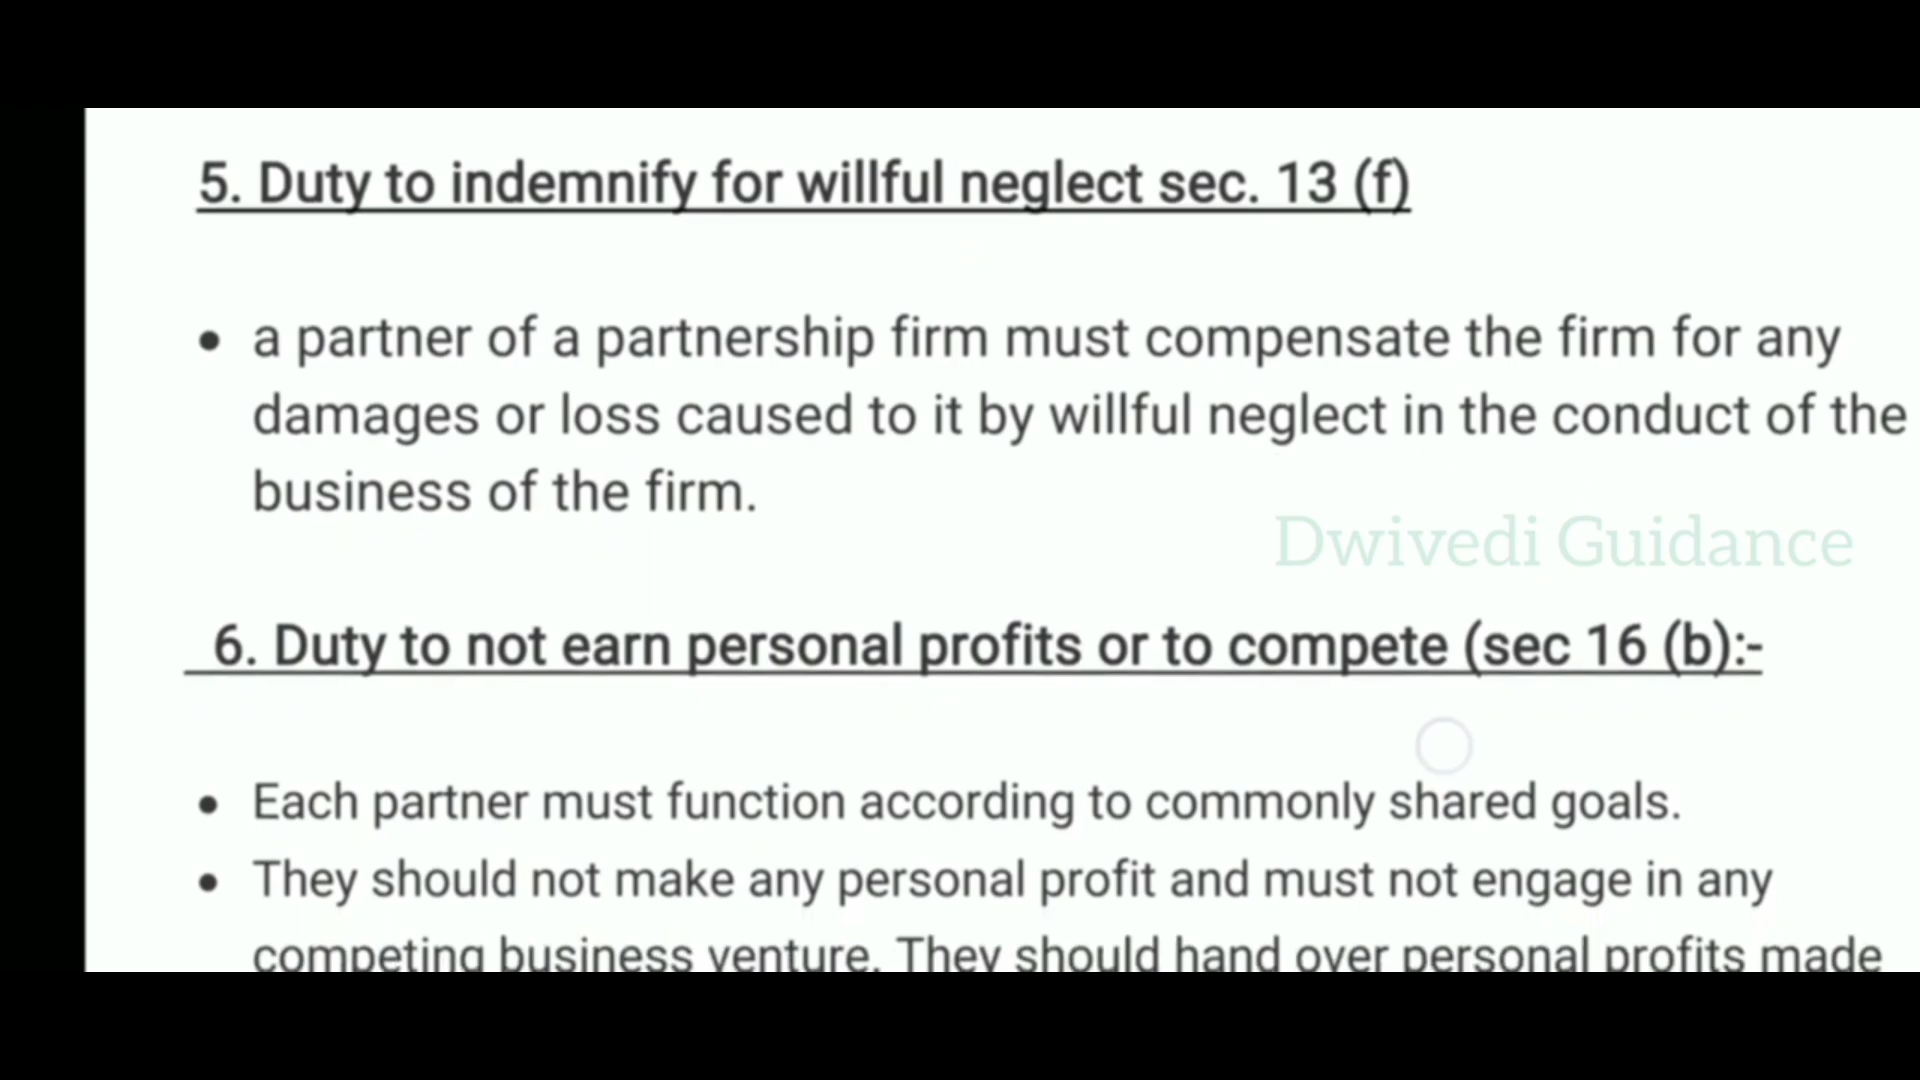 5. Duty to indemnify for willful neglect sec. 13 (f)
• a partner of a partnership firm must compensate the firm for any
damages or loss caused to it by willful neglect in the conduct of the
business of the firm.
Dwivedi Guidance
6. Duty to not earn personal profits or to compete (sec 16 (b):-
• Each partner must function according to commonly shared goals.
• They should not make any personal profit and must not engage in any
competing business venture. They should hand over personal profits made